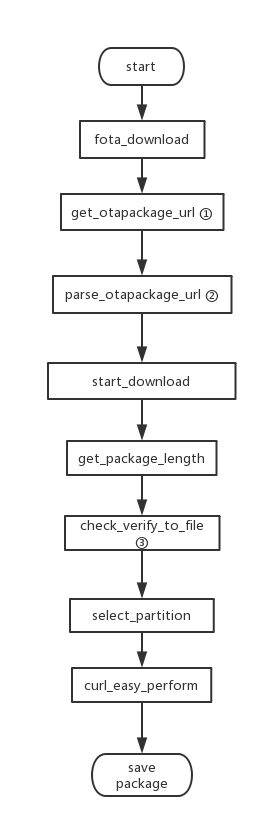 start
fota_download
get_otapackage_url ①
parse_otapackage_url ②
start_download
get_package_length
check_verify_to_file
③
select_partition
curl_easy_perform
save
package